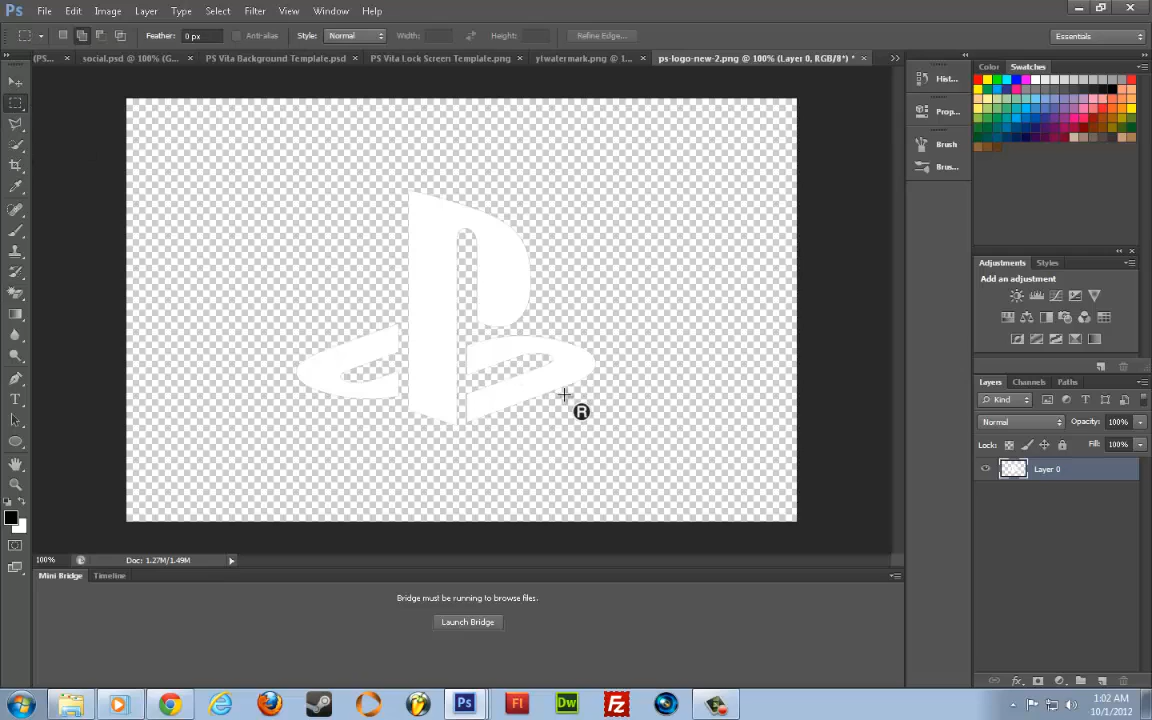 Ps File Edit Image Layer Type Select Filter View Window Help
Feather: 0 px Anti-alias Style: Normal Width: Height: Refine Edge... Essentials
(PS... × social.psd @ 100% (G... × PS Vita Background Template.psd × PS Vita Lock Screen Template.png × ytwatermark.png @ 1... × ps-logo-new-2.png @ 100% (Layer 0, RGB/8*) * ×
Hist...
Prop...
Brush
Brus...
Color Swatches
Adjustments Styles
Add an adjustment
Layers Channels Paths
Kind
Normal Opacity: 100%
Lock: Fill: 100%
Layer 0
R
100% Doc: 1.27M/1.49M
Mini Bridge Timeline
Bridge must be running to browse files.
Launch Bridge
Ps Fl Dw Fz
1:02 AM
10/1/2012